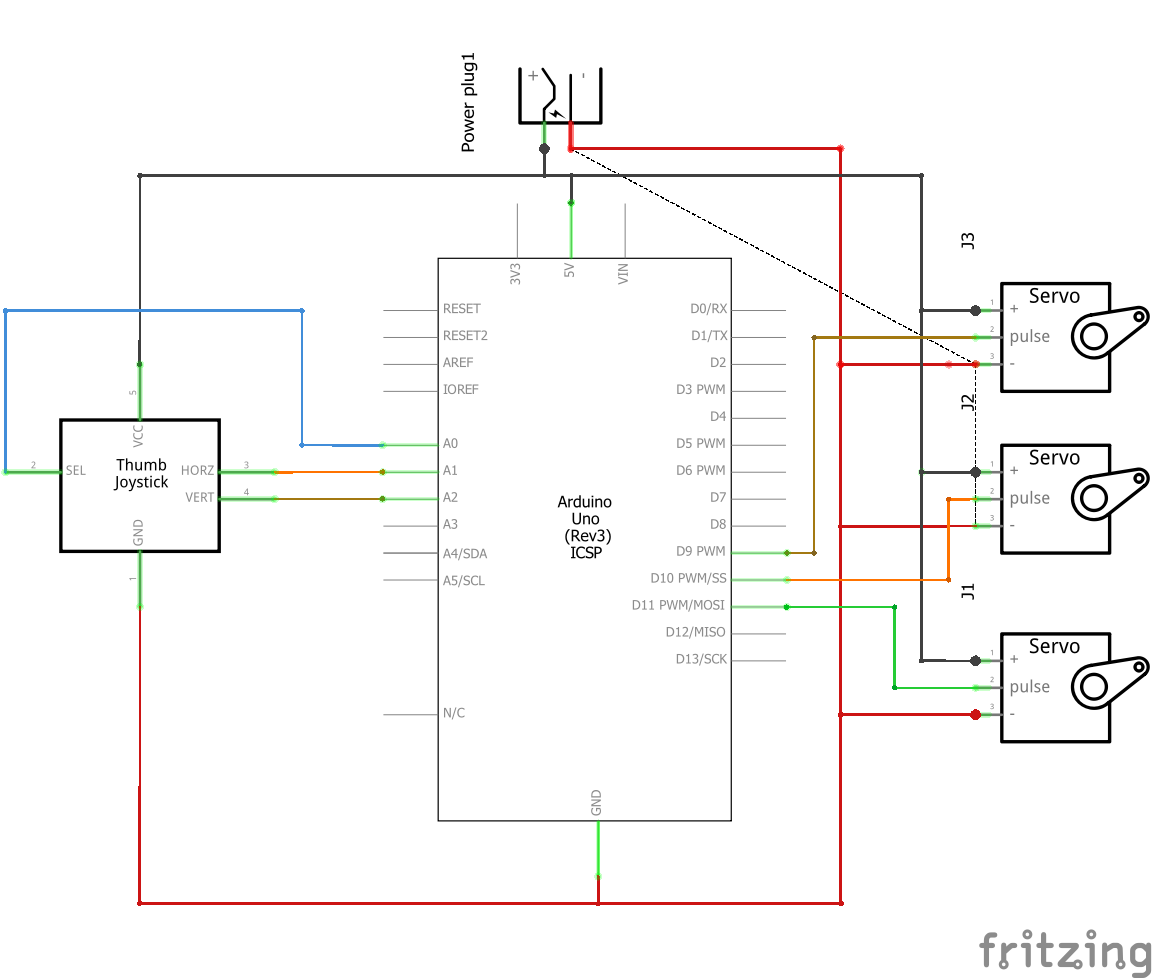 Power plug1
+ -
3V3
5V
VIN
J3
RESET
RESET2
AREF
IOREF
A0
A1
A2
A3
A4/SDA
A5/SCL
N/C
D0/RX
D1/TX
D2
D3 PWM
D4
D5 PWM
D6 PWM
D7
D8
D9 PWM
D10 PWM/SS
D11 PWM/MOSI
D12/MISO
D13/SCK
GND
Arduino
Uno
(Rev3)
ICSP
5
VCC
2 SEL
Thumb
Joystick
HORZ 3
VERT 4
GND
1
Servo
1 +
2 pulse
3 -
J2
Servo
1 +
2 pulse
3 -
J1
Servo
1 +
2 pulse
3 -
fritzing